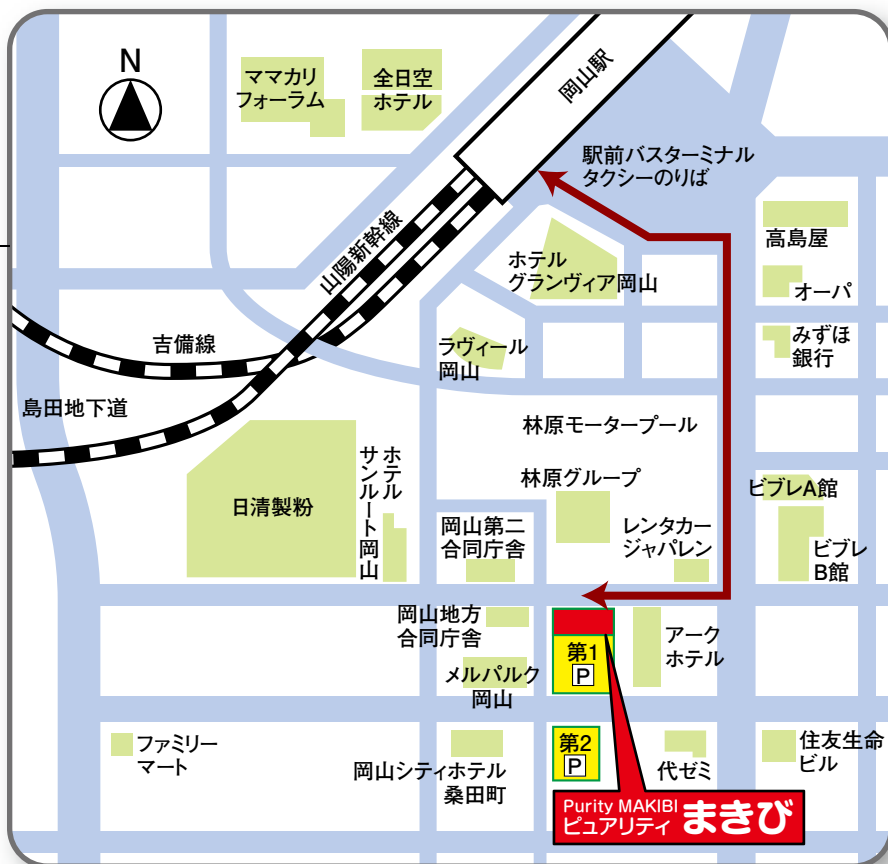 N
ママカリ
フォーラム
全日空
ホテル
岡山駅
駅前バスターミナル
タクシーのりば
高島屋
オーパ
みずほ
銀行
山陽新幹線
ホテル
グランヴィア岡山
吉備線
ラヴィール
岡山
島田地下道
林原モータープール
日清製粉
ホテル
サンルート岡山
林原グループ
岡山第二
合同庁舎
レンタカー
ジャパレン
ビブレA館
ビブレ
B館
岡山地方
合同庁舎
第1
P
アーク
ホテル
メルパルク
岡山
ファミリー
マート
岡山シティホテル
桑田町
第2
P
代ゼミ
住友生命
ビル
Purity MAKIBI
ピュアリティ まきび